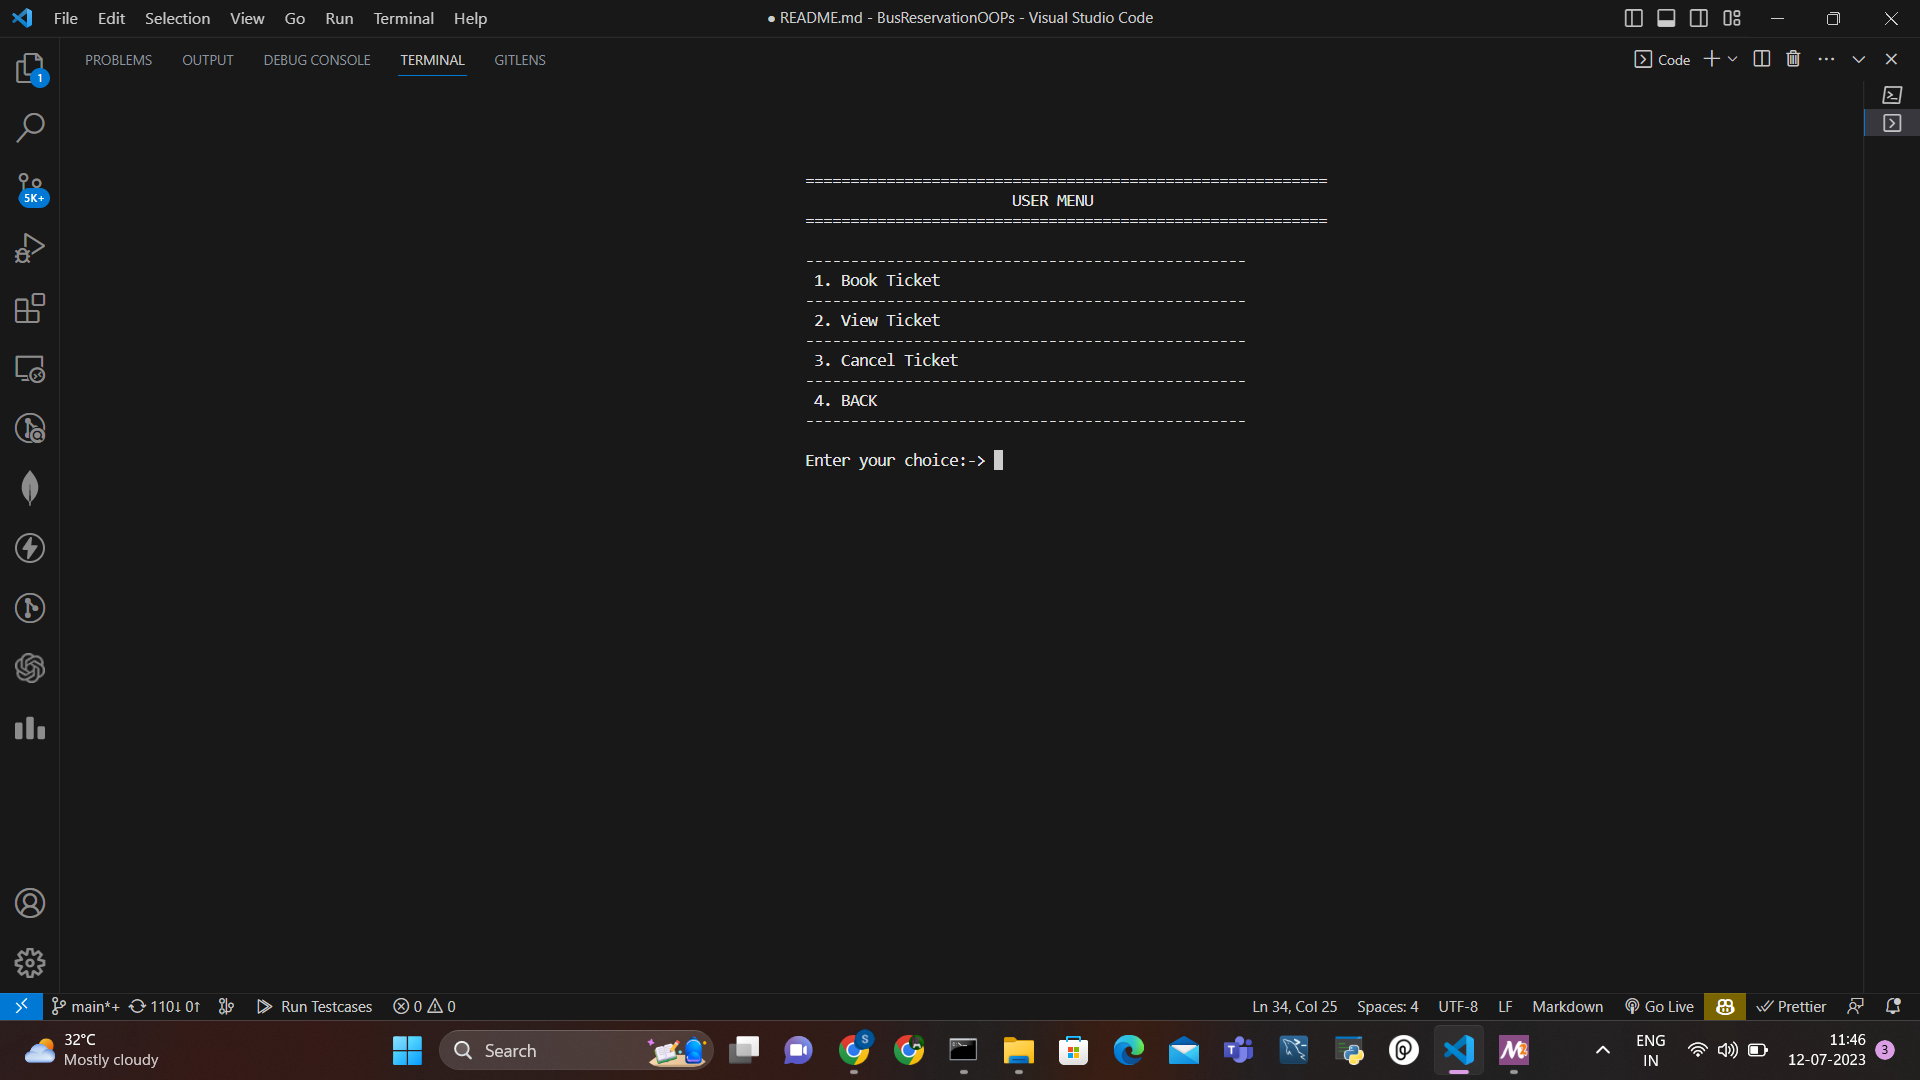 File Edit Selection View Go Run Terminal Help
● README.md - BusReservationOOPs - Visual Studio Code
PROBLEMS OUTPUT DEBUG CONSOLE TERMINAL GITLENS
Code
1
5K+
==========================================================
USER MENU
==========================================================
-------------------------------------------------
1. Book Ticket
-------------------------------------------------
2. View Ticket
-------------------------------------------------
3. Cancel Ticket
-------------------------------------------------
4. BACK
-------------------------------------------------
Enter your choice:->
main*+ 110↓ 0↑ Run Testcases 0 0 Ln 34, Col 25 Spaces: 4 UTF-8 LF Markdown Go Live Prettier
32°C
Mostly cloudy
Search
S
ENG
IN
11:46
12-07-2023
3